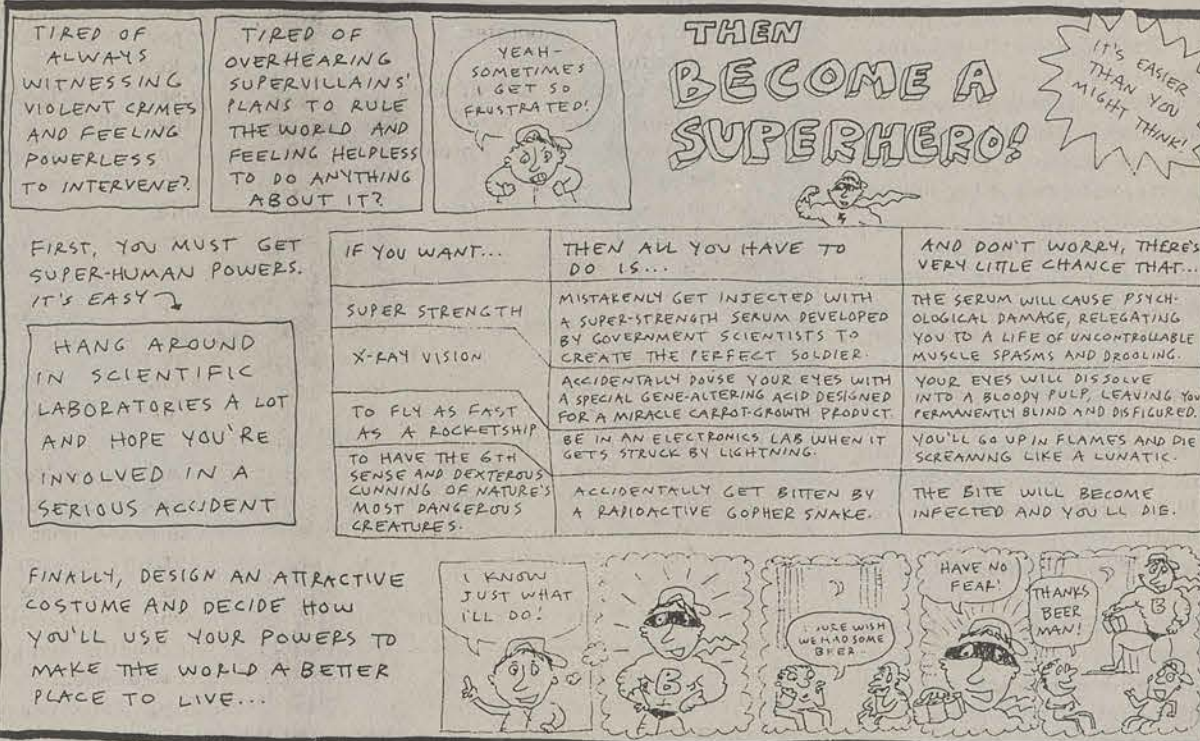 TIRED OF
ALWAYS
WITNESSING
VIOLENT CRIMES
AND FEELING
POWERLESS
TO INTERVENE?
TIRED OF
OVERHEARING
SUPERVILLAINS'
PLANS TO RULE
THE WORLD AND
FEELING HELPLESS
TO DO ANYTHING
ABOUT IT?
YEAH-
SOMETIMES
I GET SO
FRUSTRATED!
THEN
BECOME A
SUPERHERO!
IT'S EASIER
THAN YOU
MIGHT THINK!
FIRST, YOU MUST GET
SUPER-HUMAN POWERS.
IT'S EASY
HANG AROUND
IN SCIENTIFIC
LABORATORIES A LOT
AND HOPE YOU'RE
INVOLVED IN A
SERIOUS ACCIDENT
IF YOU WANT...
THEN ALL YOU HAVE TO
DO IS...
AND DON'T WORRY, THERE'S
VERY LITTLE CHANCE THAT...
SUPER STRENGTH
MISTAKENLY GET INJECTED WITH
A SUPER-STRENGTH SERUM DEVELOPED
BY GOVERNMENT SCIENTISTS TO
CREATE THE PERFECT SOLDIER.
THE SERUM WILL CAUSE PSYCH-
OLOGICAL DAMAGE, RELEGATING
YOU TO A LIFE OF UNCONTROLLABLE
MUSCLE SPASMS AND DROOLING.
X-RAY VISION
ACCIDENTALLY DOUSE YOUR EYES WITH
A SPECIAL GENE-ALTERING ACID DESIGNED
FOR A MIRACLE CARROT-GROWTH PRODUCT.
YOUR EYES WILL DISSOLVE
INTO A BLOODY PULP, LEAVING YOU
PERMANENTLY BLIND AND DISFIGURED.
TO FLY AS FAST
AS A ROCKETSHIP
BE IN AN ELECTRONICS LAB WHEN IT
GETS STRUCK BY LIGHTNING.
YOU'LL GO UP IN FLAMES AND DIE
SCREAMNG LIKE A LUNATIC.
TO HAVE THE 6TH
SENSE AND DEXTEROUS
CUNNING OF NATURE'S
MOST DANGEROUS
CREATURES.
ACCIDENTALLY GET BITTEN BY
A RADIOACTIVE GOPHER SNAKE.
THE BITE WILL BECOME
INFECTED AND YOU'LL DIE.
FINALLY, DESIGN AN ATTRACTIVE
COSTUME AND DECIDE HOW
YOU'LL USE YOUR POWERS TO
MAKE THE WORLD A BETTER
PLACE TO LIVE...
I KNOW
JUST WHAT
I'LL DO!
B
I SURE WISH
WE HAD SOME
BEER.
HAVE NO
FEAR!
THANKS
BEER
MAN!
B